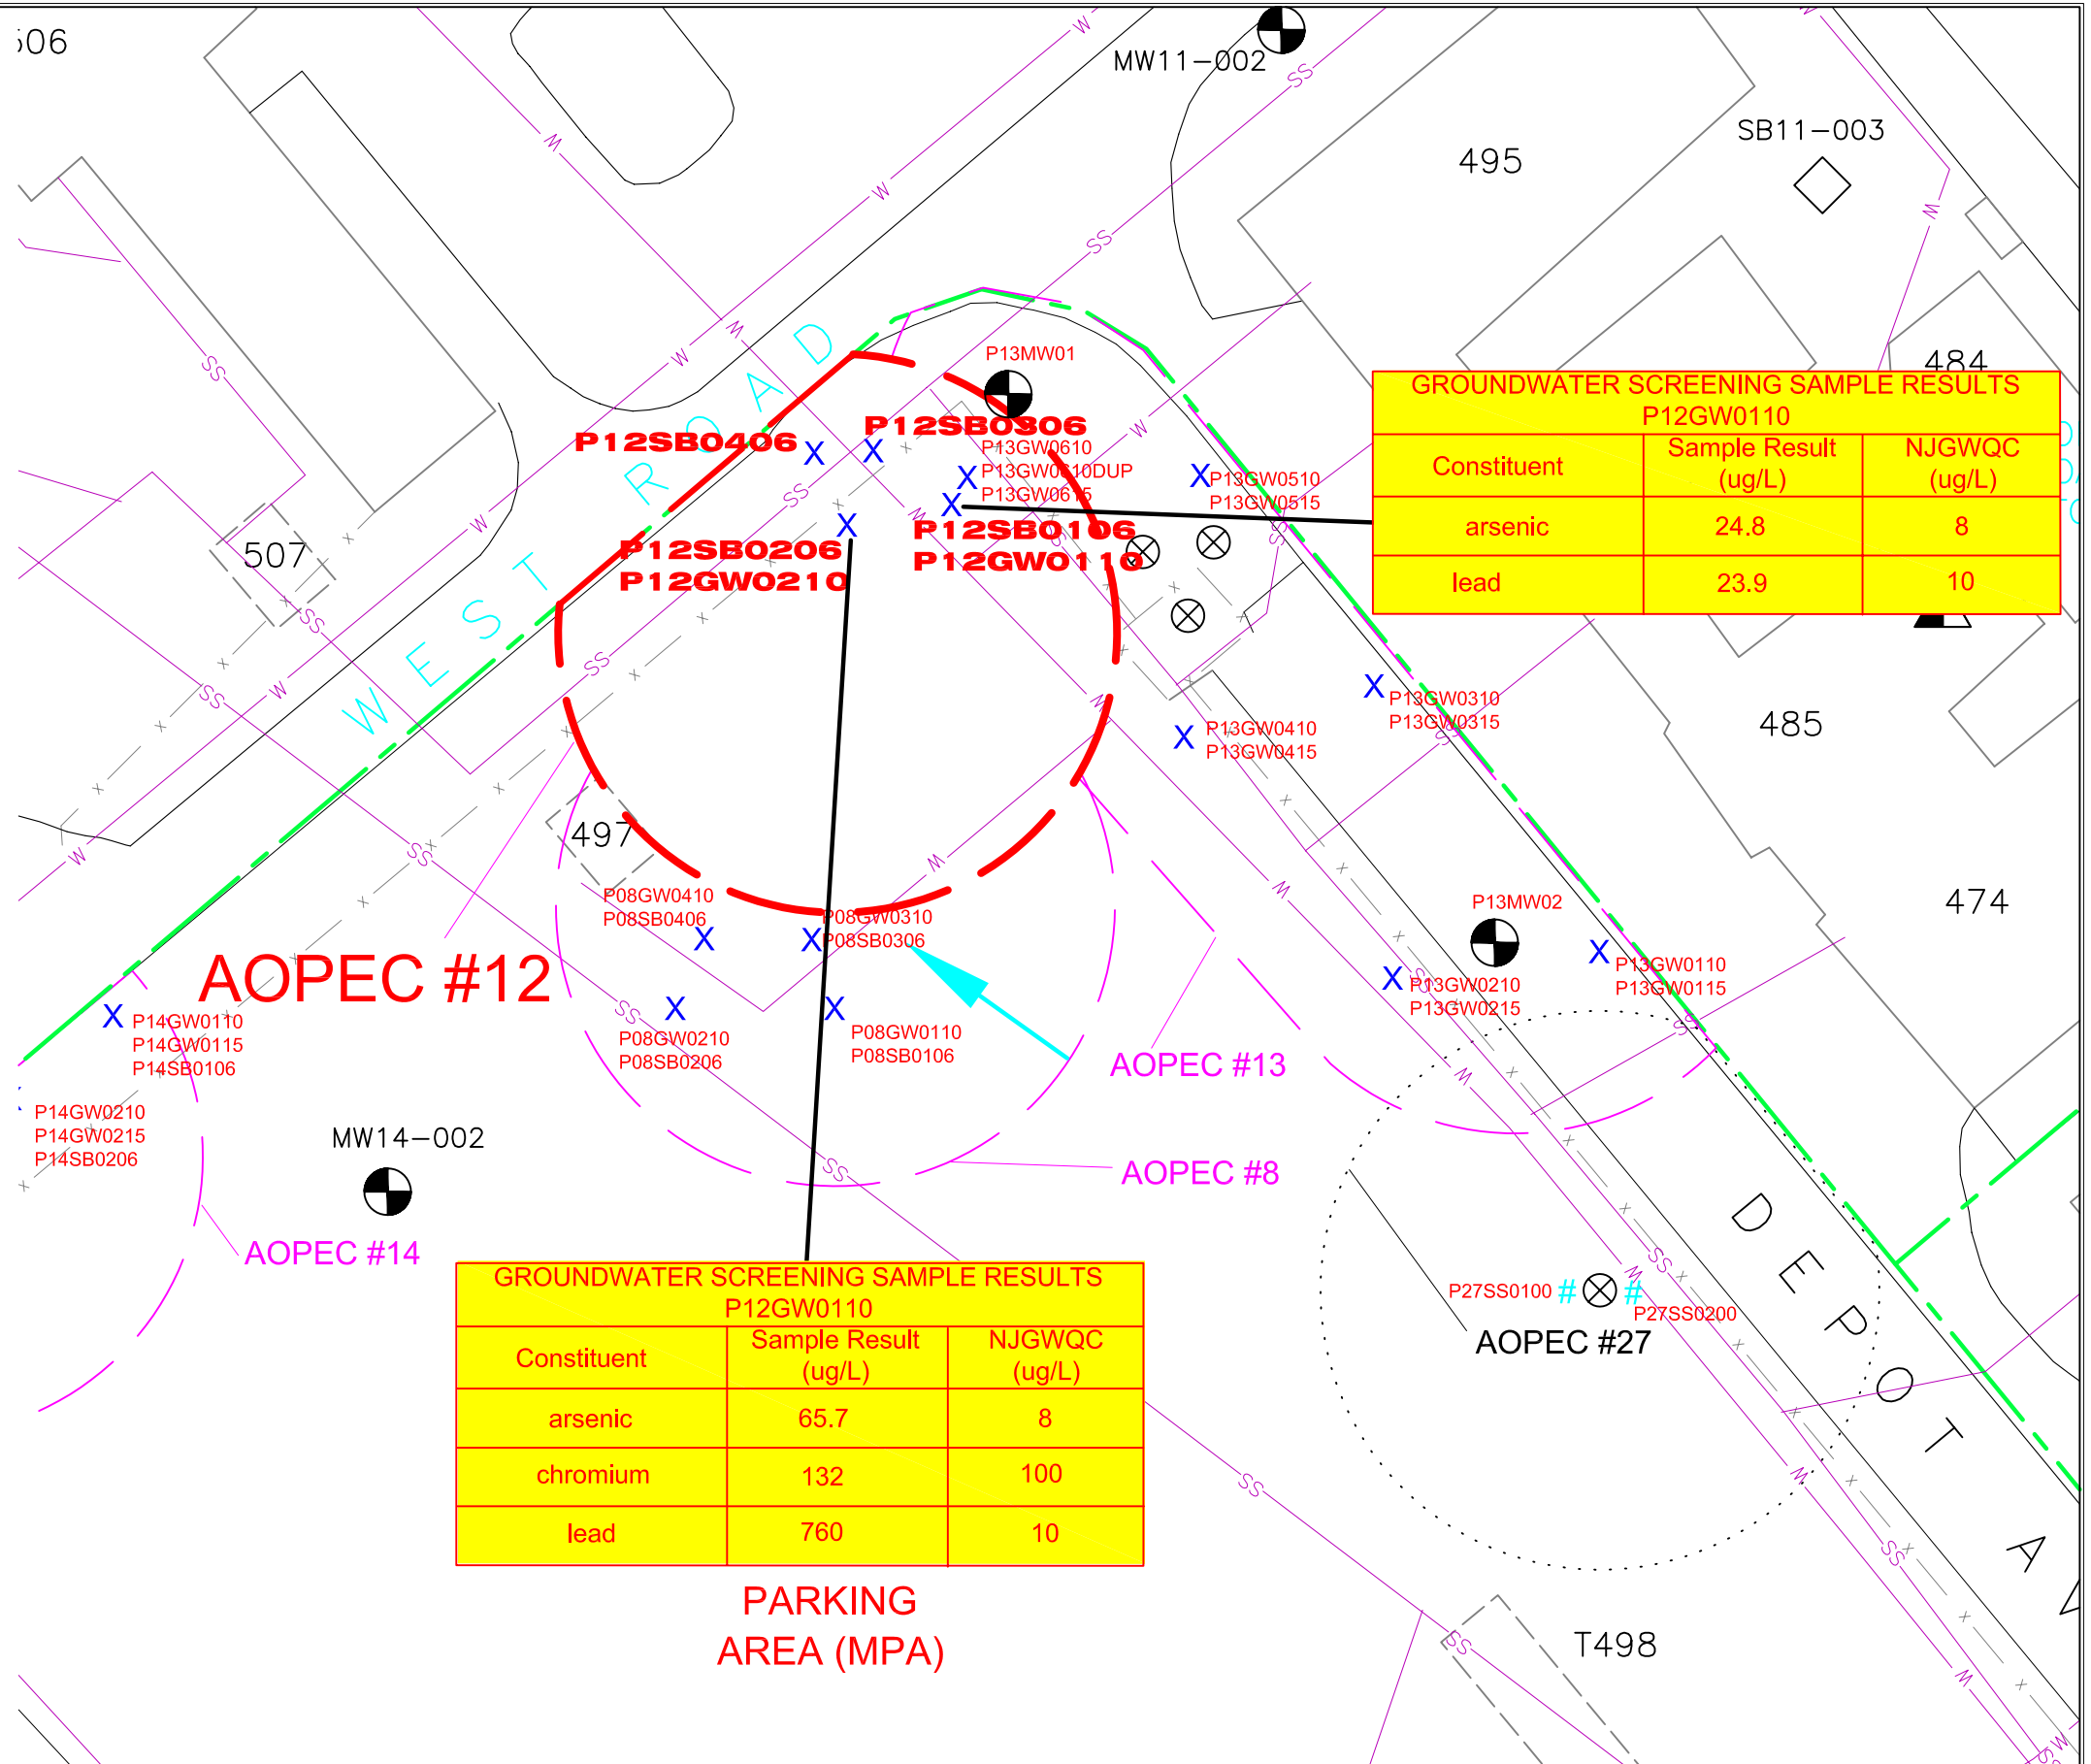 MW11-002
SB11-003
495
484
P13MW01
P12SB0406
P12SB0306
P13GW0610
P13GW0610DUP
P13GW0615
P13GW0510
P13GW0515
P12SB0106
P12GW0110
P12SB0206
P12GW0210
GROUNDWATER SCREENING SAMPLE RESULTS
P12GW0110
Constituent Sample Result (ug/L) NJGWQC (ug/L)
arsenic 24.8 8
lead 23.9 10
507
WEST ROAD
P13GW0310
P13GW0315
P13GW0410
P13GW0415
485
497
474
P08GW0410
P08SB0406
P08GW0310
P08SB0306
P13MW02
AOPEC #12
P13GW0110
P13GW0115
P13GW0210
P13GW0215
P14GW0110
P14GW0115
P14SB0106
P08GW0210
P08SB0206
P08GW0110
P08SB0106
AOPEC #13
P14GW0210
P14GW0215
P14SB0206
MW14-002
AOPEC #8
AOPEC #14
DEPOT AV
GROUNDWATER SCREENING SAMPLE RESULTS
P12GW0110
Constituent Sample Result (ug/L) NJGWQC (ug/L)
arsenic 65.7 8
chromium 132 100
lead 760 10
P27SS0100 # #
P27SS0200
AOPEC #27
PARKING
AREA (MPA)
T498